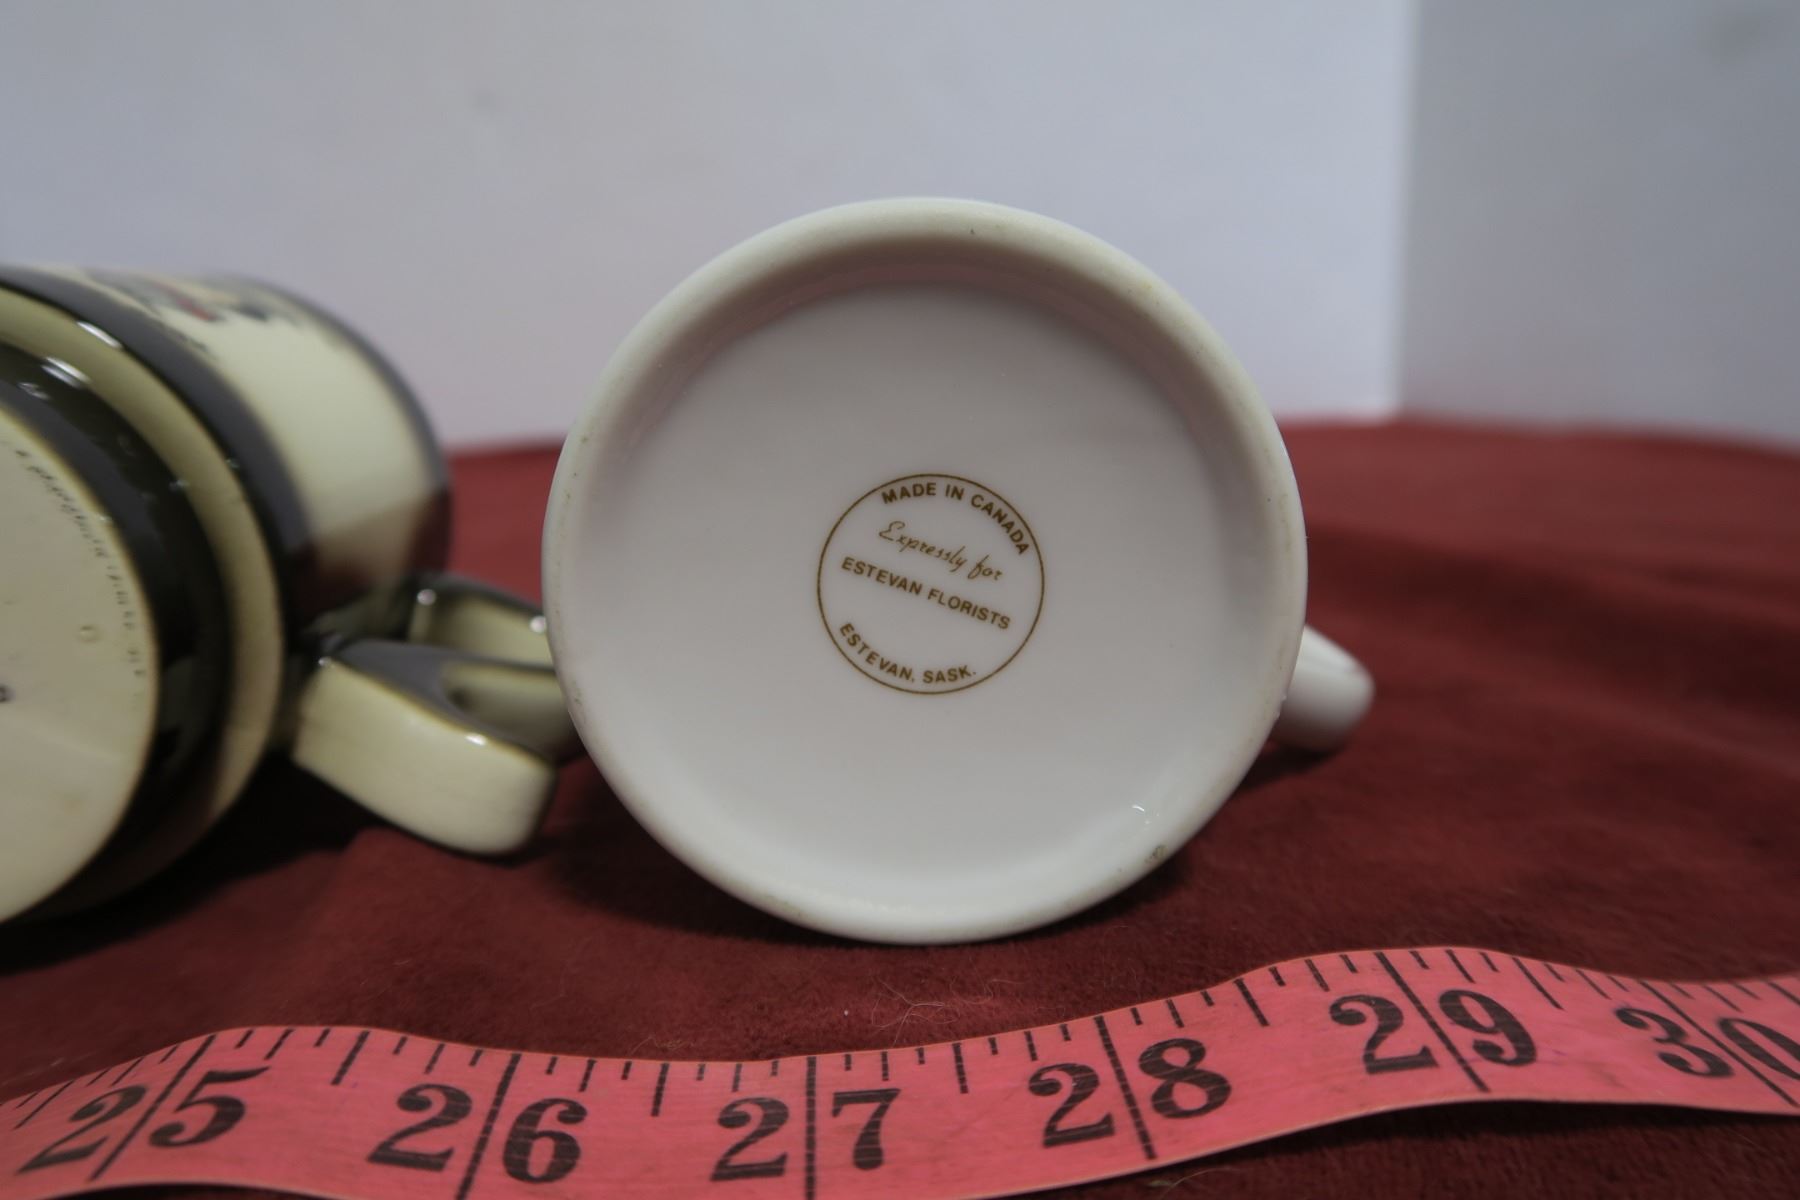 MADE IN CANADA
Expressly for
ESTEVAN FLORISTS
ESTEVAN, SASK.
25 26 27 28 29 30